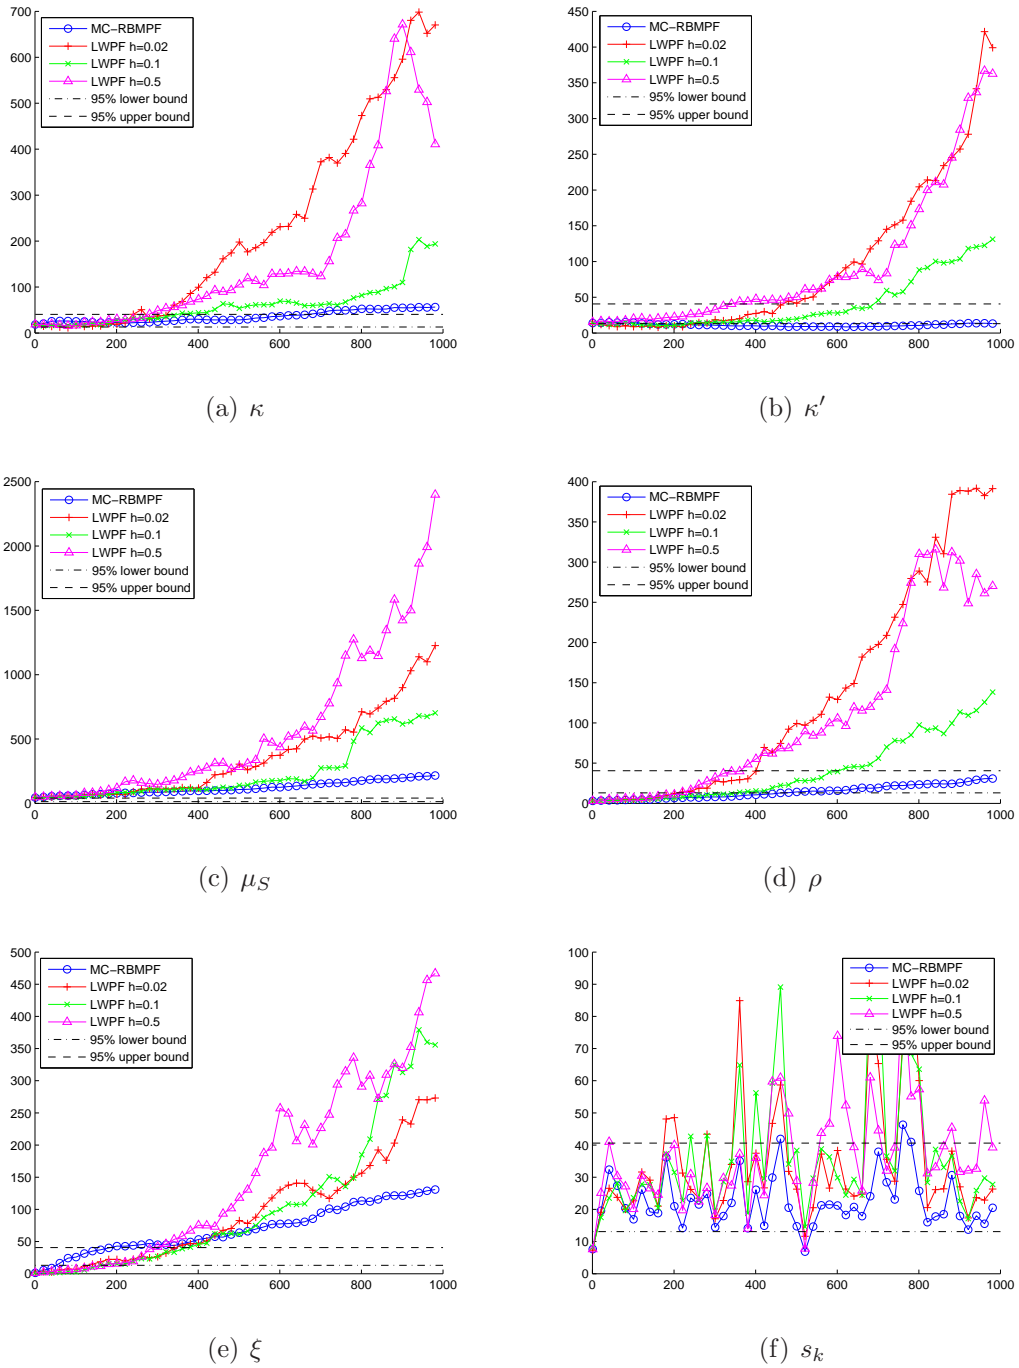 700
600
500
400
300
200
100
0
0 200 400 600 800 1000
MC-RBMPF
LWPF h=0.02
LWPF h=0.1
LWPF h=0.5
95% lower bound
95% upper bound
(a) κ
450
400
350
300
250
200
150
100
50
0
0 200 400 600 800 1000
MC-RBMPF
LWPF h=0.02
LWPF h=0.1
LWPF h=0.5
95% lower bound
95% upper bound
(b) κ′
2500
2000
1500
1000
500
0
0 200 400 600 800 1000
MC-RBMPF
LWPF h=0.02
LWPF h=0.1
LWPF h=0.5
95% lower bound
95% upper bound
(c) μ_S
400
350
300
250
200
150
100
50
0
0 200 400 600 800 1000
MC-RBMPF
LWPF h=0.02
LWPF h=0.1
LWPF h=0.5
95% lower bound
95% upper bound
(d) ρ
500
450
400
350
300
250
200
150
100
50
0
0 200 400 600 800 1000
MC-RBMPF
LWPF h=0.02
LWPF h=0.1
LWPF h=0.5
95% lower bound
95% upper bound
(e) ξ
100
90
80
70
60
50
40
30
20
10
0
0 200 400 600 800 1000
MC-RBMPF
LWPF h=0.02
LWPF h=0.1
LWPF h=0.5
95% lower bound
95% upper bound
(f) s_k